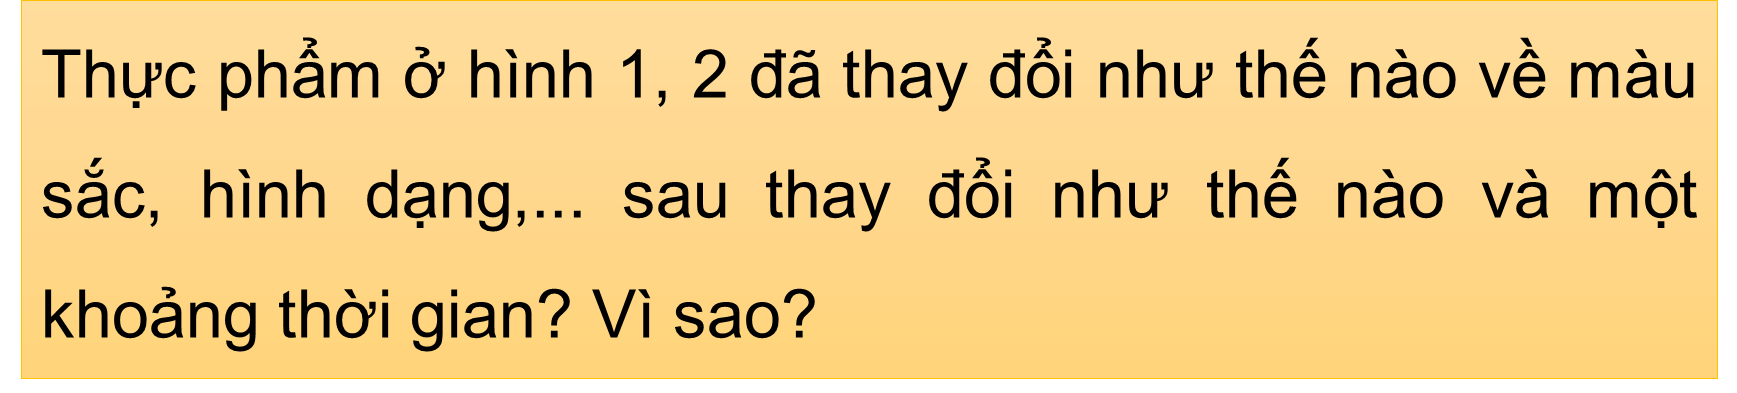 Thực phẩm ở hình 1, 2 đã thay đổi như thế nào về màu
sắc, hình dạng,... sau thay đổi như thế nào và một
khoảng thời gian? Vì sao?